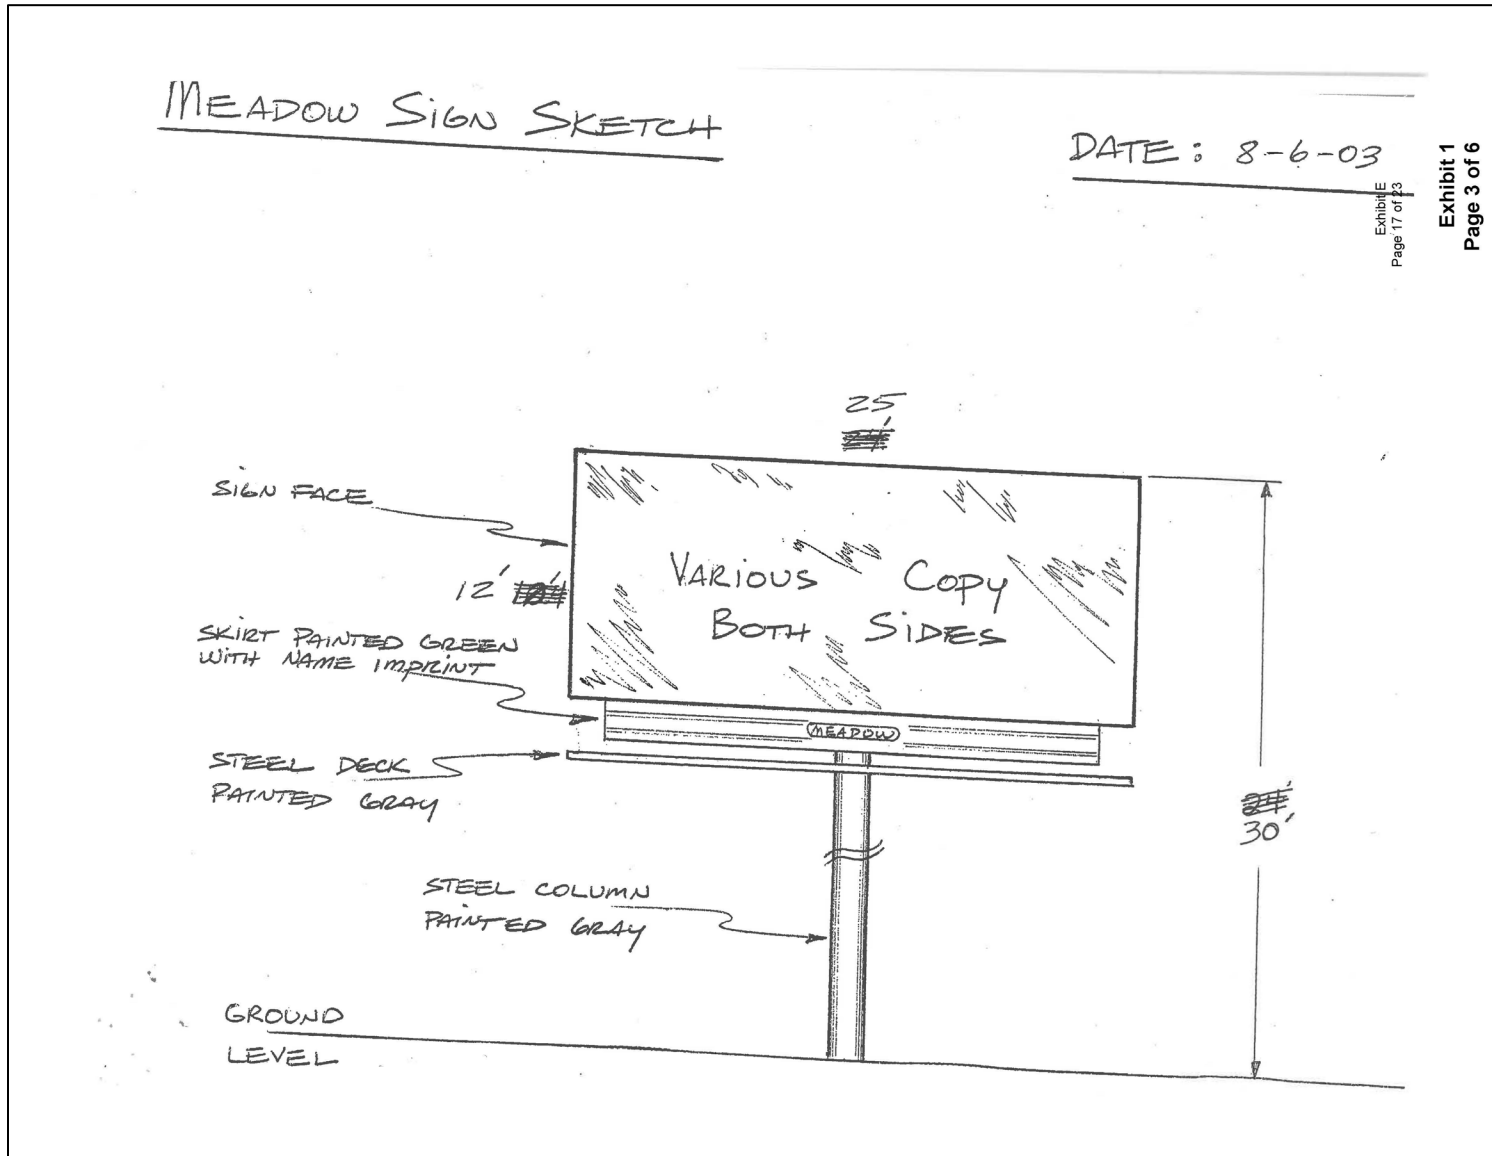 MEADOW SIGN SKETCH
DATE: 8-6-03
Exhibit E
Page 17 of 23
Exhibit 1
Page 3 of 6
25
24'
SIGN FACE
VARIOUS COPY
BOTH SIDES
12'
SKIRT PAINTED GREEN
WITH NAME IMPRINT
MEADOW
STEEL DECK
PAINTED GRAY
24'
30'
STEEL COLUMN
PAINTED GRAY
GROUND
LEVEL